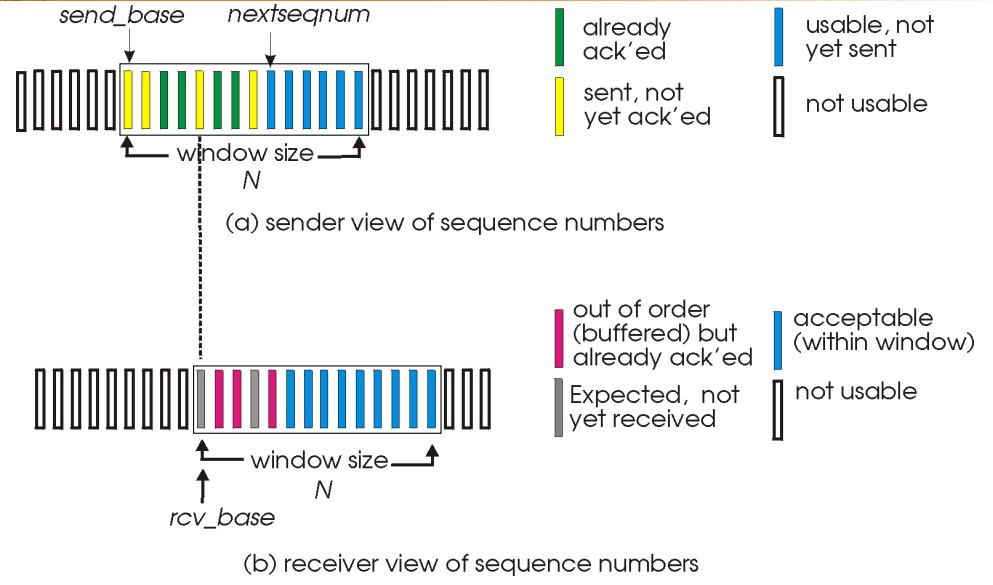 send_base
nextseqnum
already
ack'ed
usable, not
yet sent
sent, not
yet ack'ed
not usable
window size
N
(a) sender view of sequence numbers
out of order
(buffered) but
already ack'ed
acceptable
(within window)
Expected, not
yet received
not usable
window size
N
rcv_base
(b) receiver view of sequence numbers